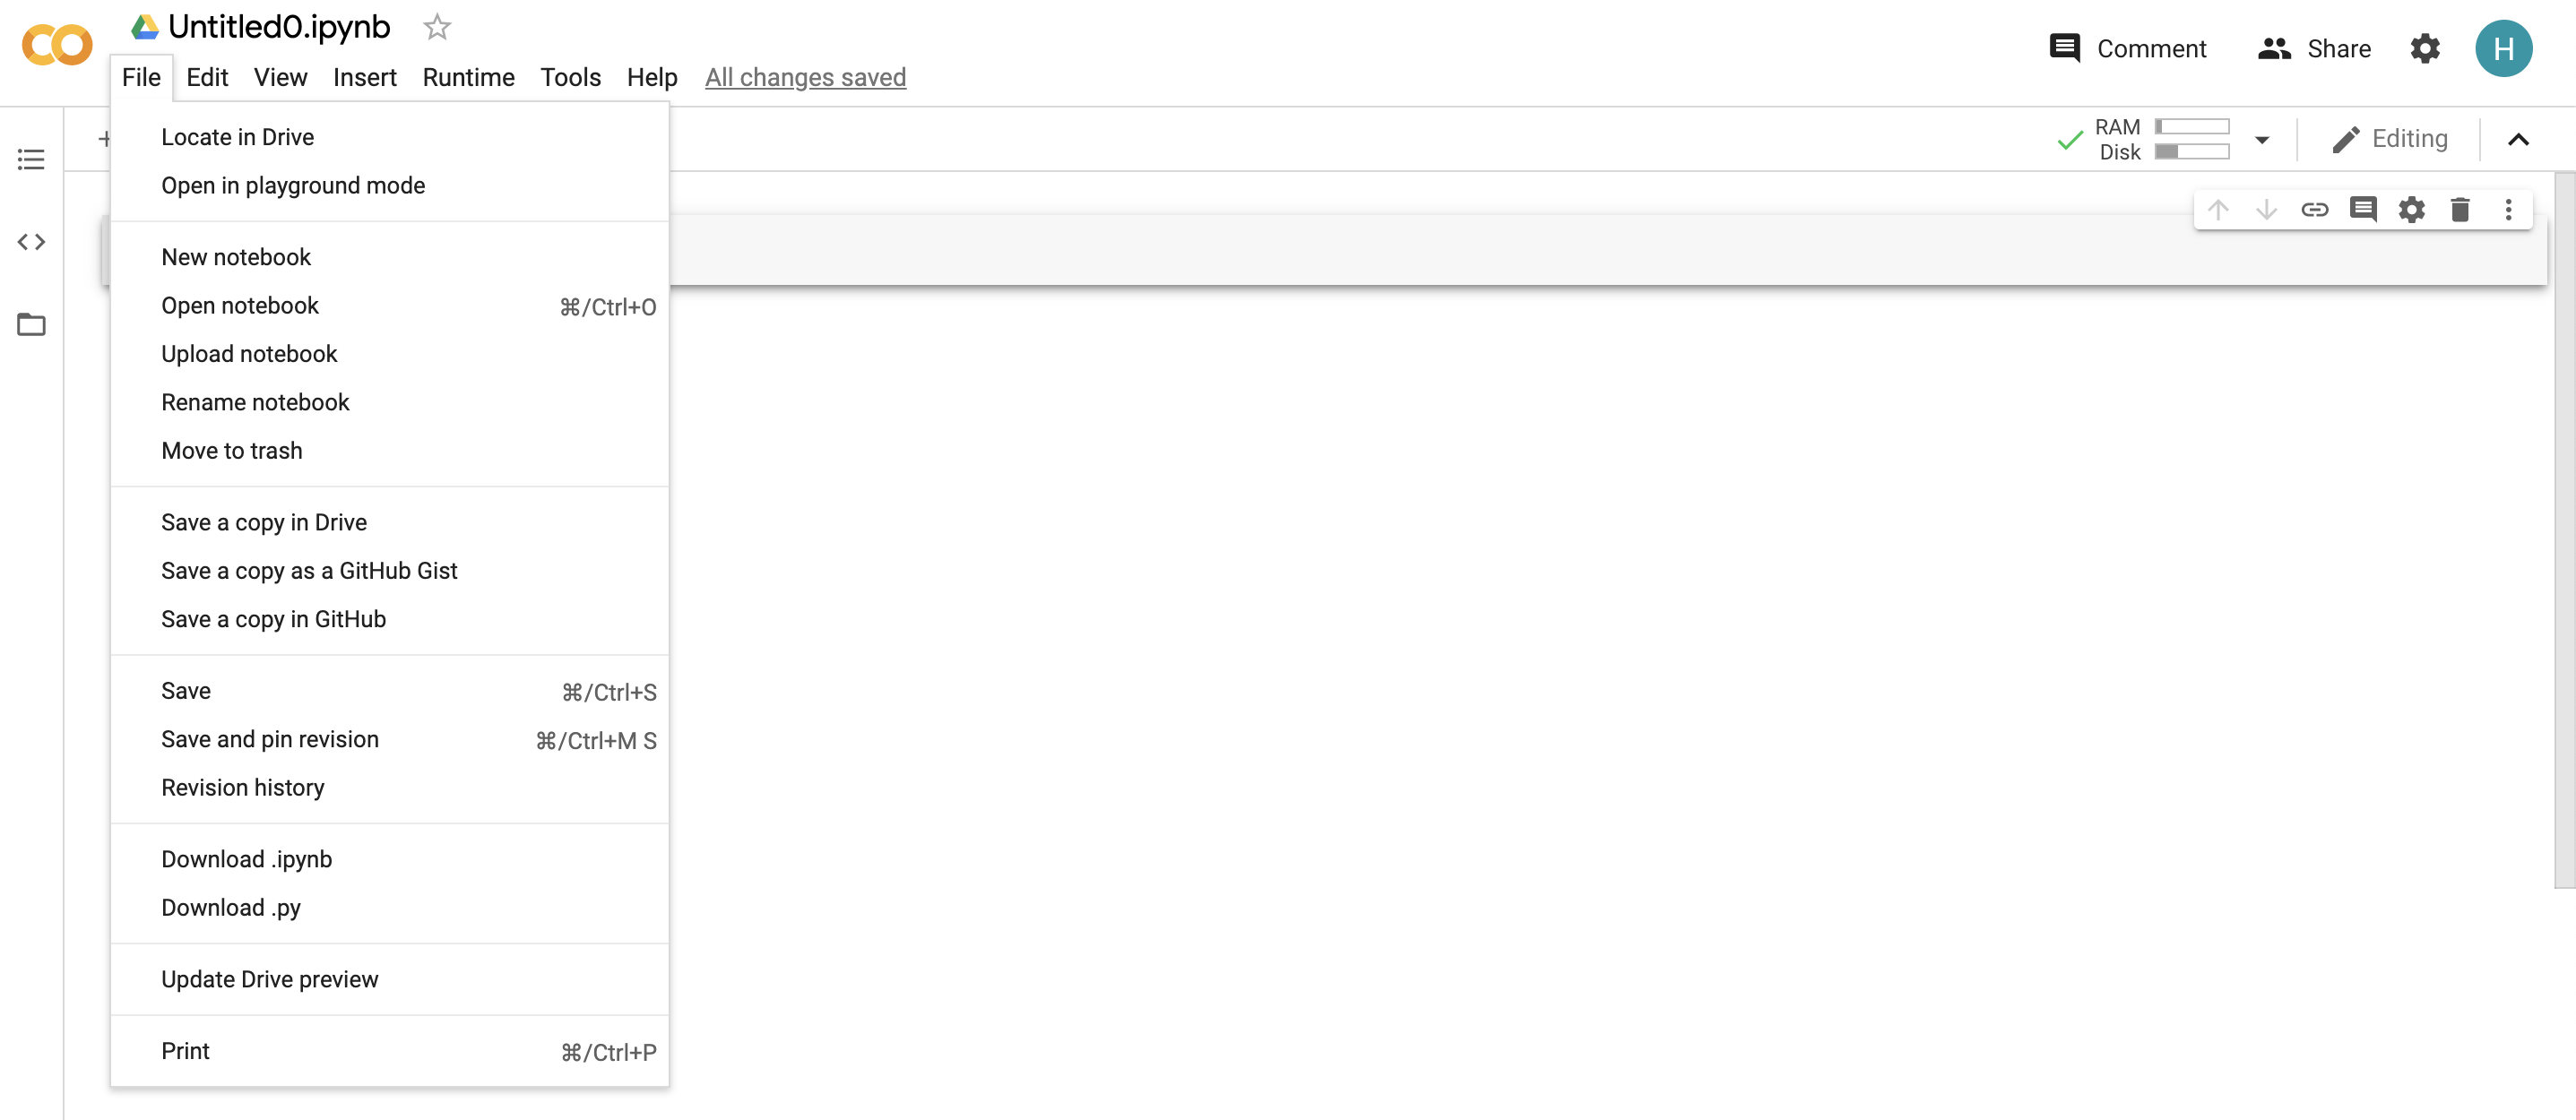 Untitled0.ipynb
File Edit View Insert Runtime Tools Help All changes saved
Comment
Share
H
RAM
Disk
Editing
Locate in Drive
Open in playground mode
New notebook
Open notebook ⌘/Ctrl+O
Upload notebook
Rename notebook
Move to trash
Save a copy in Drive
Save a copy as a GitHub Gist
Save a copy in GitHub
Save ⌘/Ctrl+S
Save and pin revision ⌘/Ctrl+M S
Revision history
Download .ipynb
Download .py
Update Drive preview
Print ⌘/Ctrl+P